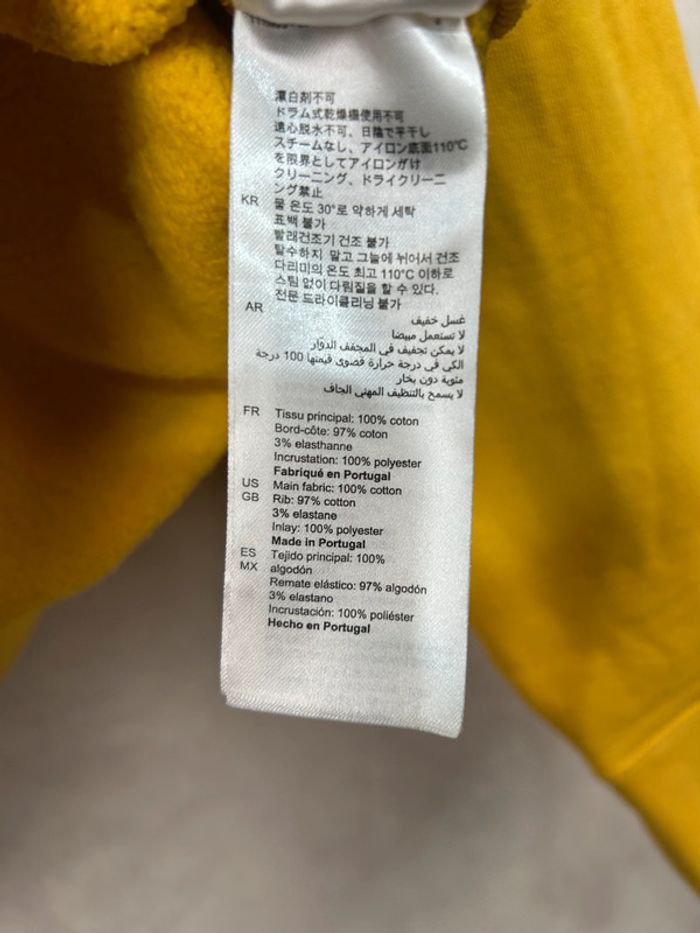 漂白剤不可
ドラム式乾燥機使用不可
遠心脱水不可、日陰で平干し
スチームなし、アイロン底面110℃
を限界としてアイロンがけ
クリーニング、ドライクリーニ
ング禁止
KR 물 온도 30°로 약하게 세탁
표백 불가
빨래건조기 건조 불가
탈수하지 말고 그늘에 뉘어서 건조
다리미의 온도 최고 110°C 이하로
스팀 없이 다림질을 할 수 있다.
전문 드라이클리닝 불가
AR غسل خفيف
لا تستعمل مبيضا
لا يمكن تجفيف في المجفف الدوّار
الكي في درجة حرارة قصوى قيمتها 100 درجة
مئوية دون بخار
لا يسمح بالتنظيف المهني الجاف
FR Tissu principal: 100% coton
Bord-côte: 97% coton
3% elasthanne
Incrustation: 100% polyester
Fabriqué en Portugal
US Main fabric: 100% cotton
GB Rib: 97% cotton
3% elastane
Inlay: 100% polyester
Made in Portugal
ES Tejido principal: 100%
MX algodón
Remate elástico: 97% algodón
3% elastano
Incrustación: 100% poliéster
Hecho en Portugal